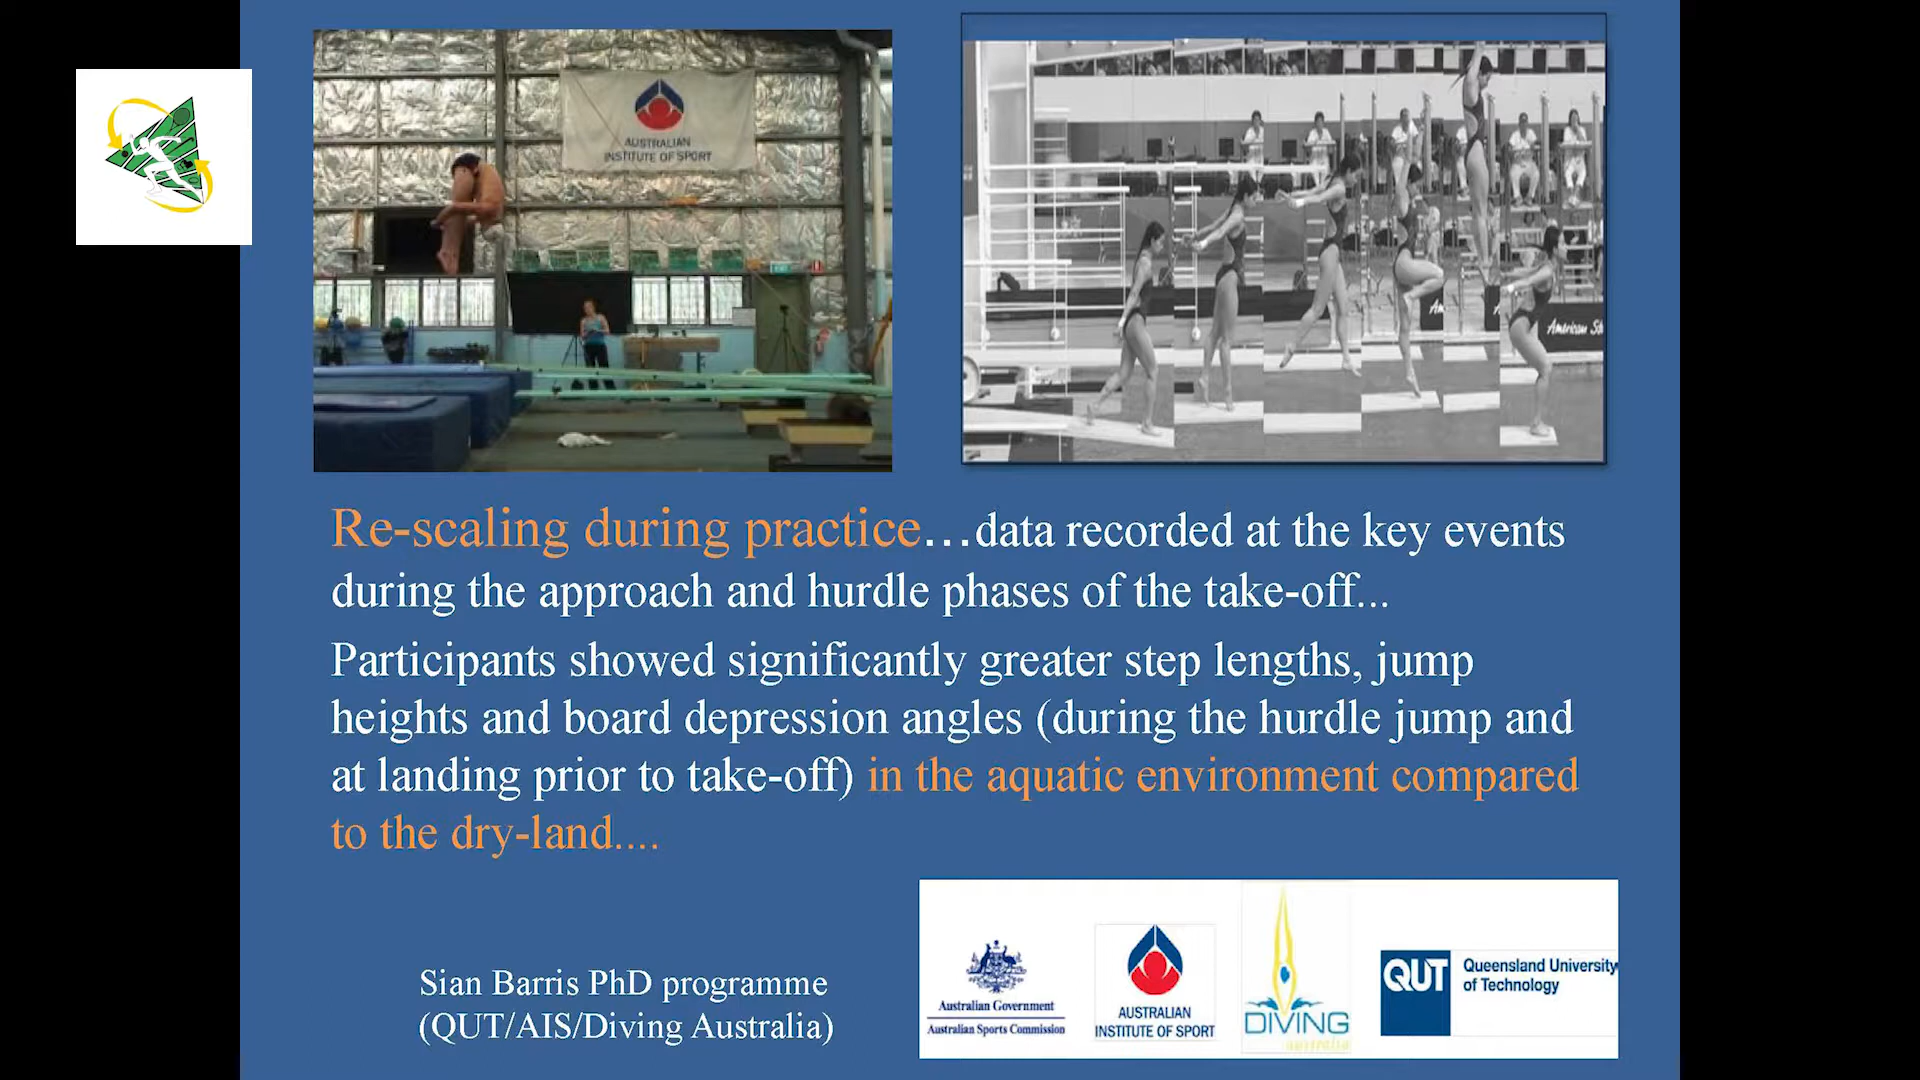 AUSTRALIAN
INSTITUTE OF SPORT
American St
Re-scaling during practice…data recorded at the key events
during the approach and hurdle phases of the take-off...
Participants showed significantly greater step lengths, jump
heights and board depression angles (during the hurdle jump and
at landing prior to take-off) in the aquatic environment compared
to the dry-land....
Sian Barris PhD programme
(QUT/AIS/Diving Australia)
Australian Government
Australian Sports Commission
AUSTRALIAN
INSTITUTE OF SPORT
DIVING
australia
QUT
Queensland University
of Technology